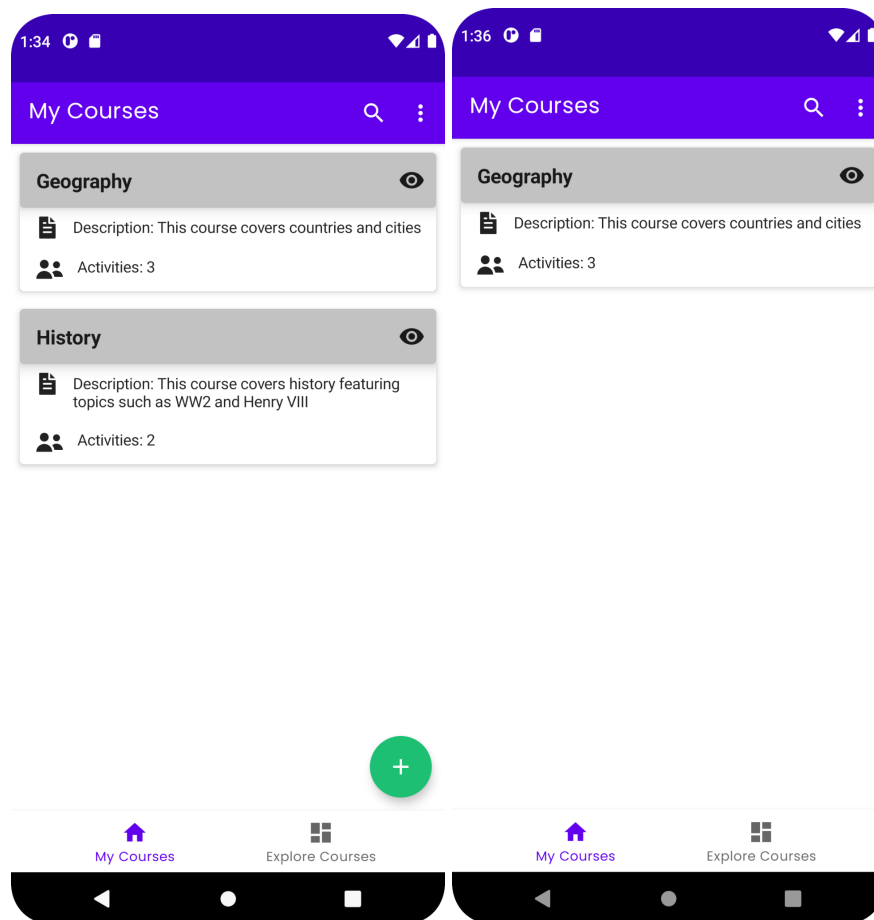 1:34
My Courses
Geography
Description: This course covers countries and cities
Activities: 3
History
Description: This course covers history featuring
topics such as WW2 and Henry VIII
Activities: 2
+
My Courses
Explore Courses
1:36
My Courses
Geography
Description: This course covers countries and cities
Activities: 3
My Courses
Explore Courses